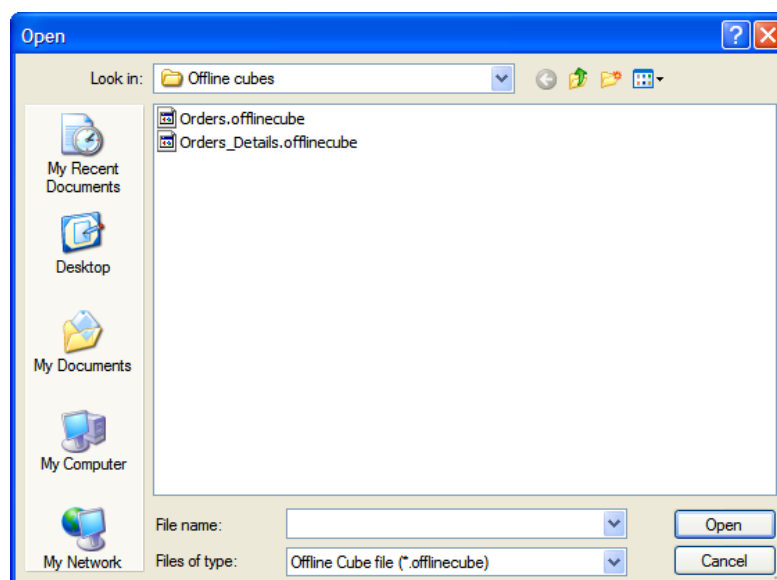 Open
Look in:
Offline cubes
My Recent
Documents
Desktop
My Documents
My Computer
My Network
Orders.offlinecube
Orders_Details.offlinecube
File name:
Open
Files of type:
Offline Cube file (*.offlinecube)
Cancel